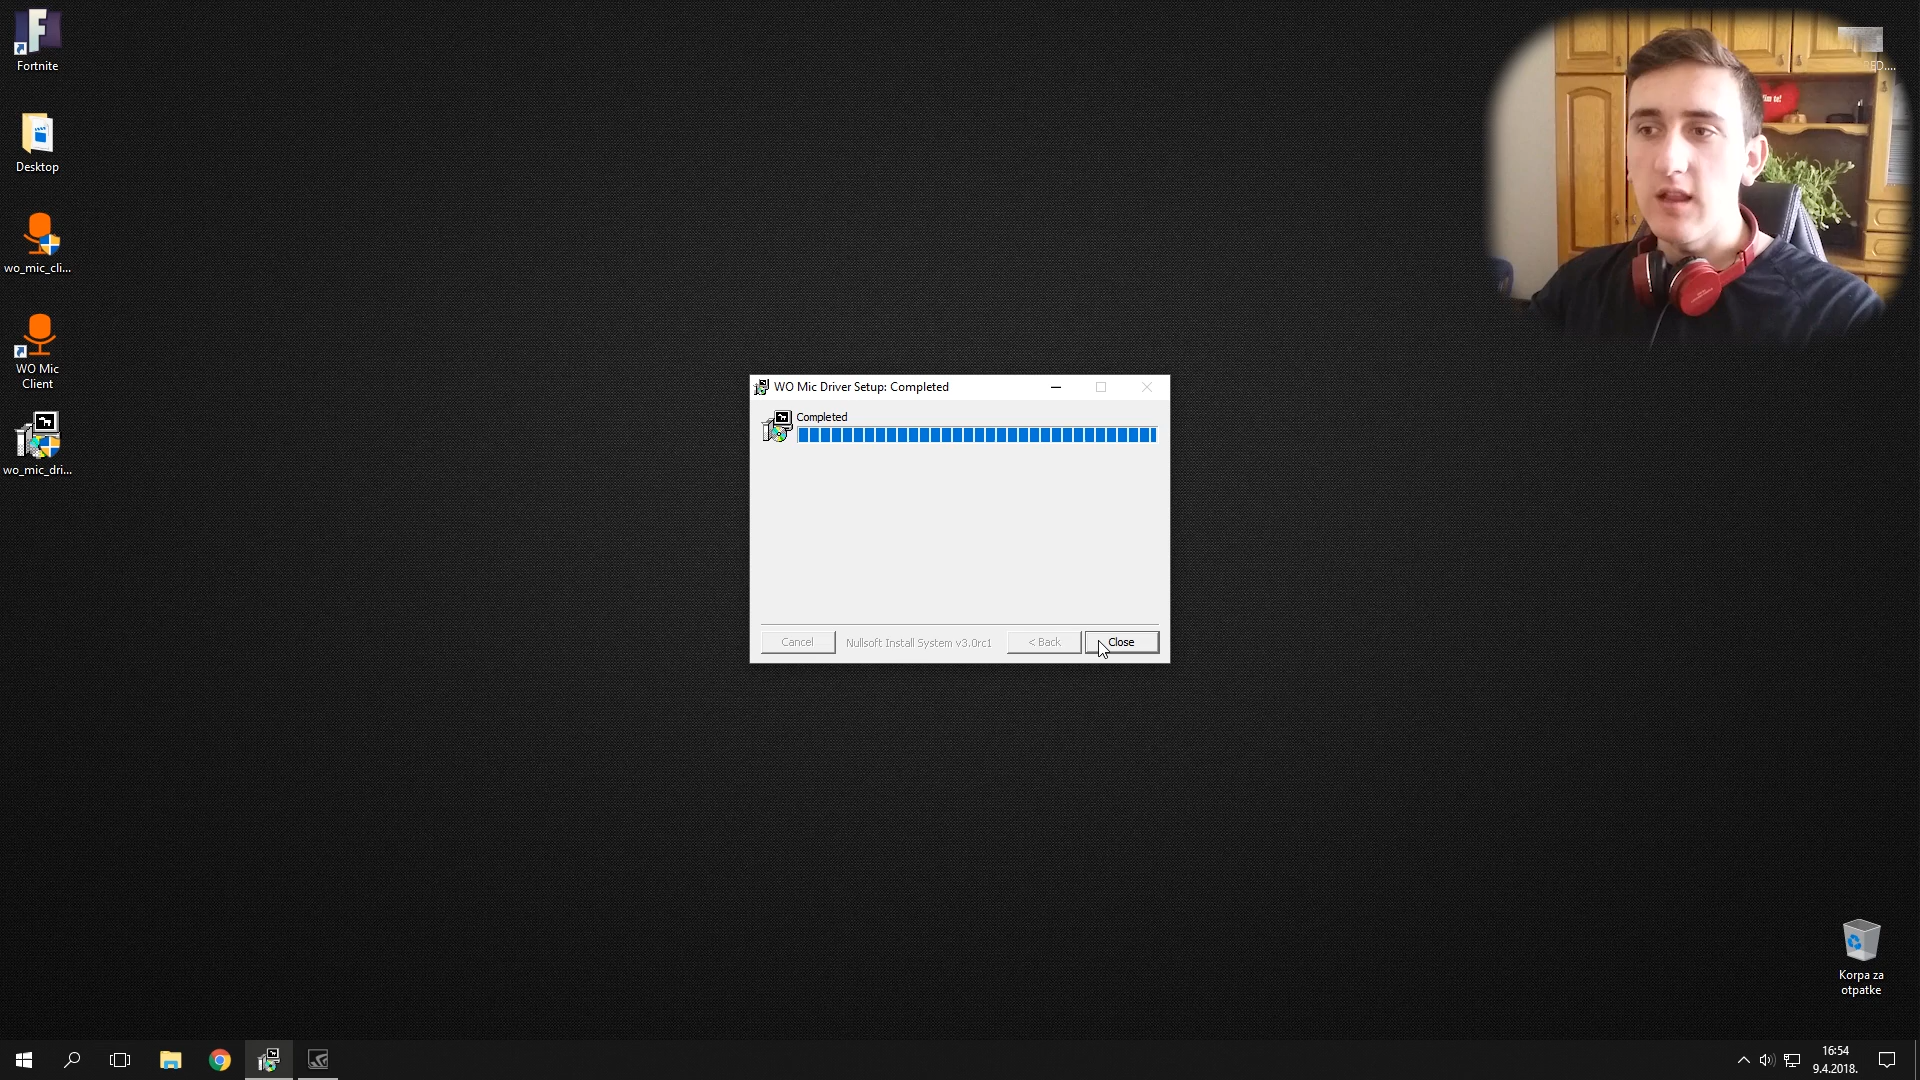 Fortnite
Desktop
wo_mic_cli...
WO Mic
Client
wo_mic_dri...
WO Mic Driver Setup: Completed
Completed
Cancel
Nullsoft Install System v3.0rc1
< Back
Close
Korpa za
otpatke
16:54
9.4.2018.